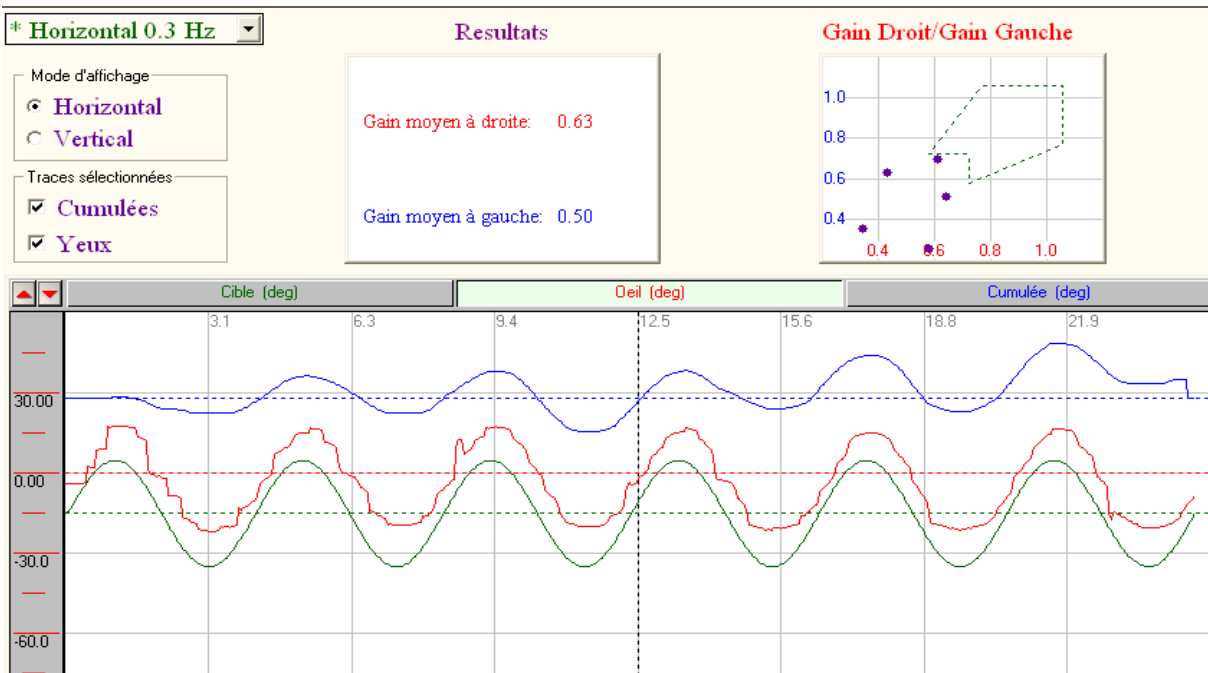 * Horizontal 0.3 Hz
Resultats
Gain Droit/Gain Gauche
Mode d'affichage
Horizontal
Vertical
Traces sélectionnées
Cumulées
Yeux
Gain moyen à droite: 0.63
Gain moyen à gauche: 0.50
1.0
0.8
0.6
0.4
0.4 0.6 0.8 1.0
Cible (deg)
Oeil (deg)
Cumulée (deg)
3.1 6.3 9.4 12.5 15.6 18.8 21.9
30.00
0.00
-30.0
-60.0